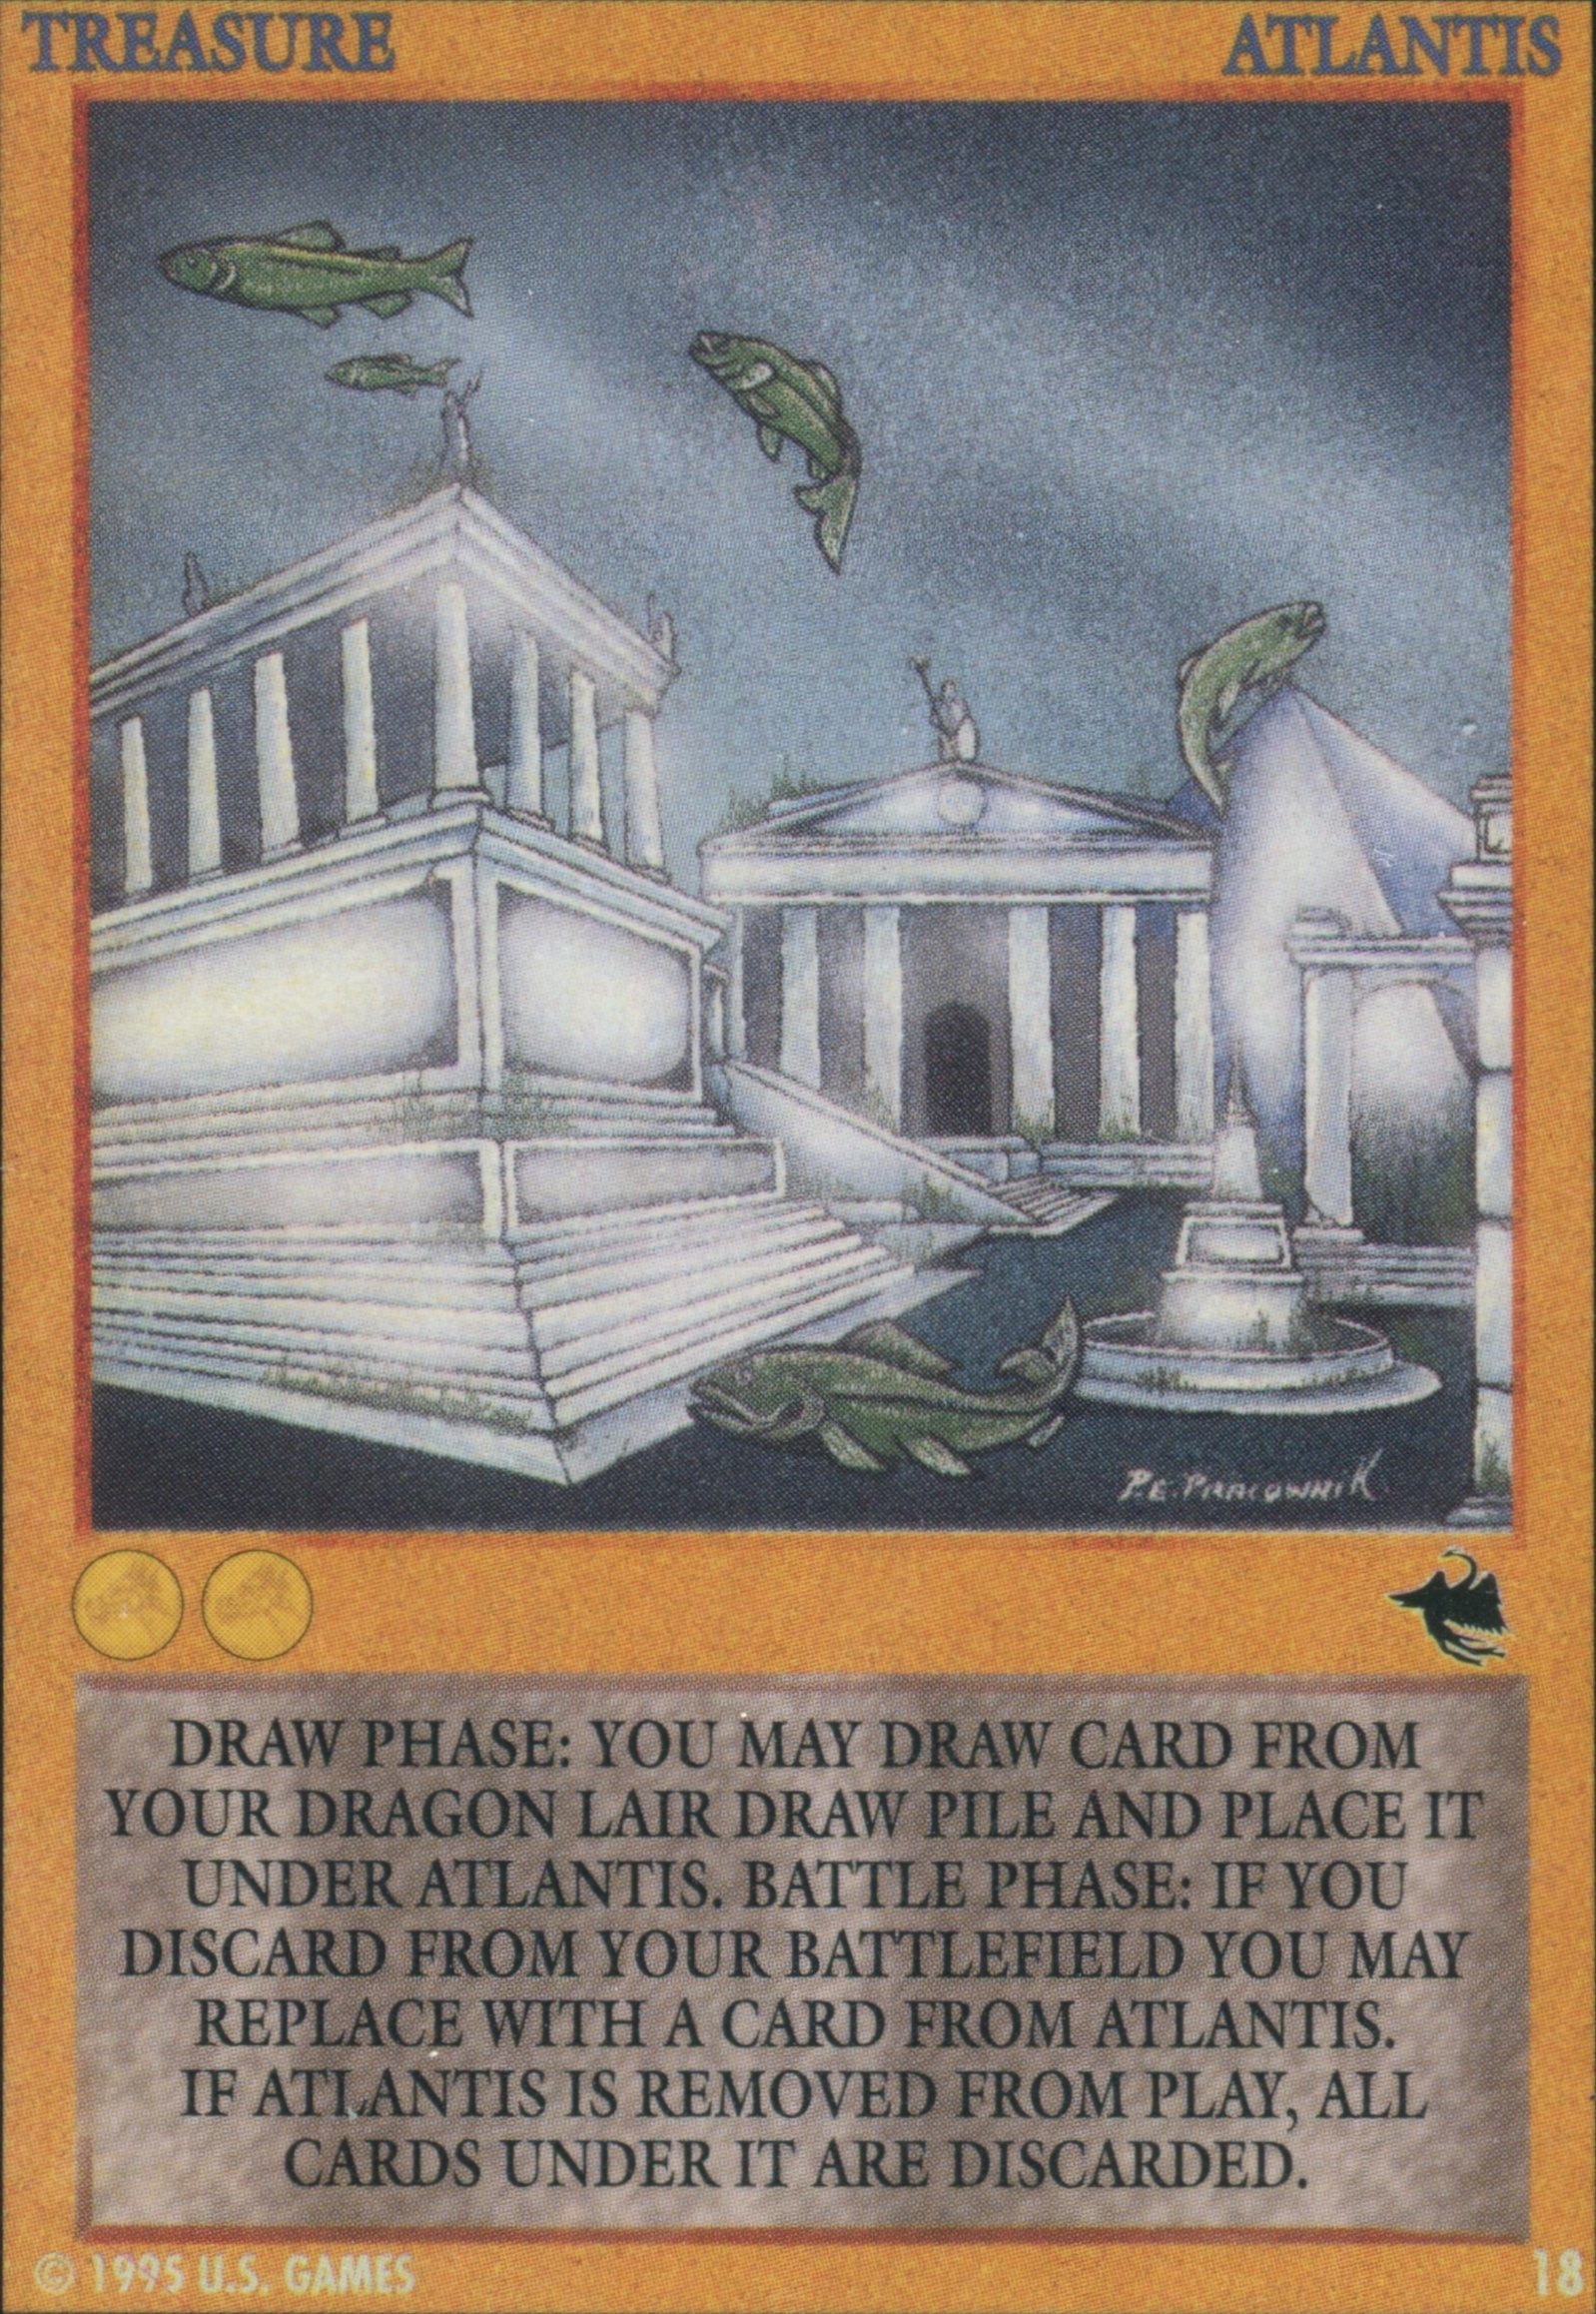 TREASURE ATLANTIS
P.E. PRACOWNIK
DRAW PHASE: YOU MAY DRAW CARD FROM
YOUR DRAGON LAIR DRAW PILE AND PLACE IT
UNDER ATLANTIS. BATTLE PHASE: IF YOU
DISCARD FROM YOUR BATTLEFIELD YOU MAY
REPLACE WITH A CARD FROM ATLANTIS.
IF ATLANTIS IS REMOVED FROM PLAY, ALL
CARDS UNDER IT ARE DISCARDED.
© 1995 U.S. GAMES 18